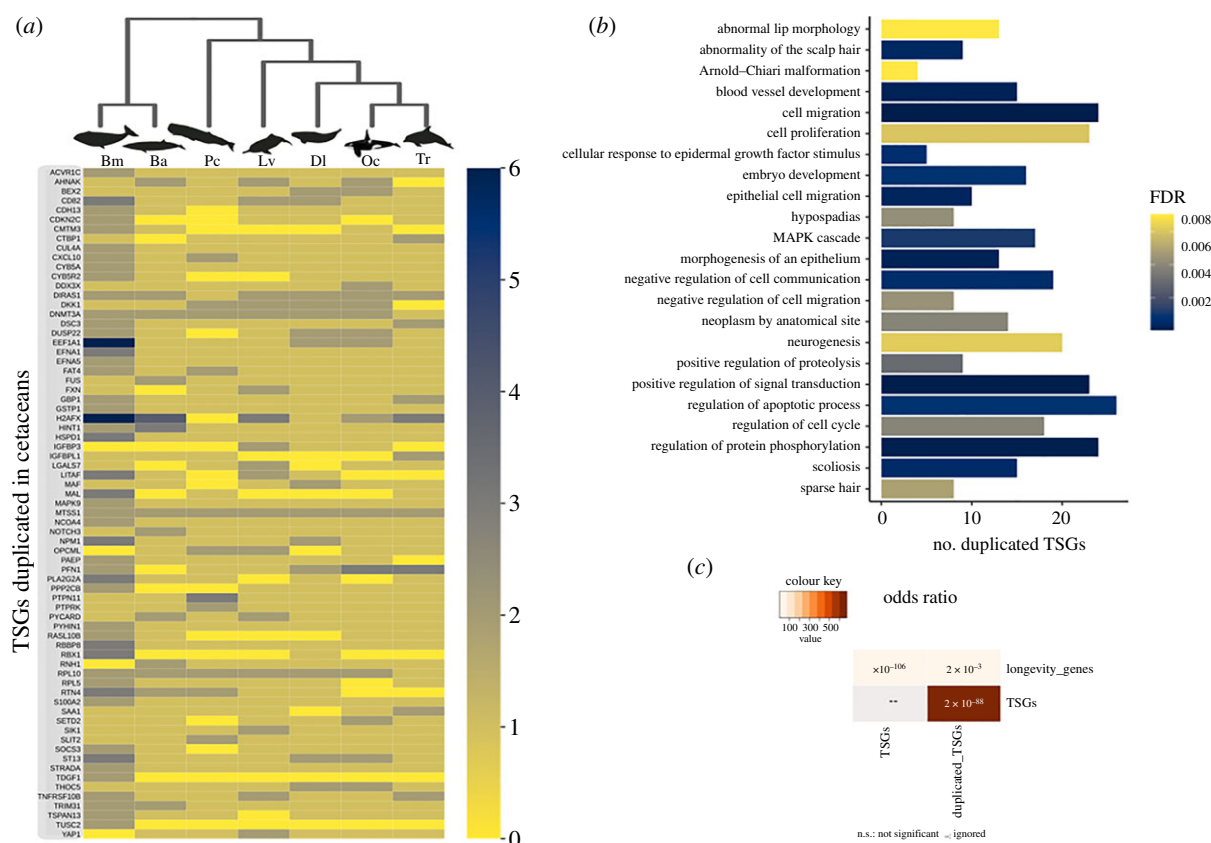 (a)
Bm Ba Pc Lv Dl Oc Tr
TSGs duplicated in cetaceans
ACVR1C
AHNAK
BEX2
CD82
CDH13
CDKN2C
CMTM3
CTBP1
CUL4A
CXCL10
CYB5A
CYB5R2
DDX3X
DIRAS1
DKK1
DNMT3A
DSC3
DUSP22
EEF1A1
EFNA1
EFNA5
FAT4
FUS
FXN
GBP1
GSTP1
H2AFX
HINT1
HSPD1
IGFBP3
IGFBPL1
LGALS7
LITAF
MAF
MAL
MAPK9
MTSS1
NCOA4
NOTCH3
NPM1
OPCML
PAEP
PFN1
PLA2G2A
PPP2CB
PTPN11
PTPRK
PYCARD
PYHIN1
RASL10B
RBBP8
RBX1
RNH1
RPL10
RPL5
RTN4
S100A2
SAA1
SETD2
SIK1
SLIT2
SOCS3
ST13
STRADA
TDGF1
THOC5
TNFRSF10B
TRIM31
TSPAN13
TUSC2
YAP1
6
5
4
3
2
1
0
(b)
abnormal lip morphology
abnormality of the scalp hair
Arnold–Chiari malformation
blood vessel development
cell migration
cell proliferation
cellular response to epidermal growth factor stimulus
embryo development
epithelial cell migration
hypospadias
MAPK cascade
morphogenesis of an epithelium
negative regulation of cell communication
negative regulation of cell migration
neoplasm by anatomical site
neurogenesis
positive regulation of proteolysis
positive regulation of signal transduction
regulation of apoptotic process
regulation of cell cycle
regulation of protein phosphorylation
scoliosis
sparse hair
0 10 20
no. duplicated TSGs
FDR
0.008
0.006
0.004
0.002
(c)
colour key
100 300 500
value
odds ratio
×10–106 2 × 10–3 longevity_genes
** 2 × 10–88 TSGs
TSGs
duplicated_TSGs
n.s.: not significant ignored